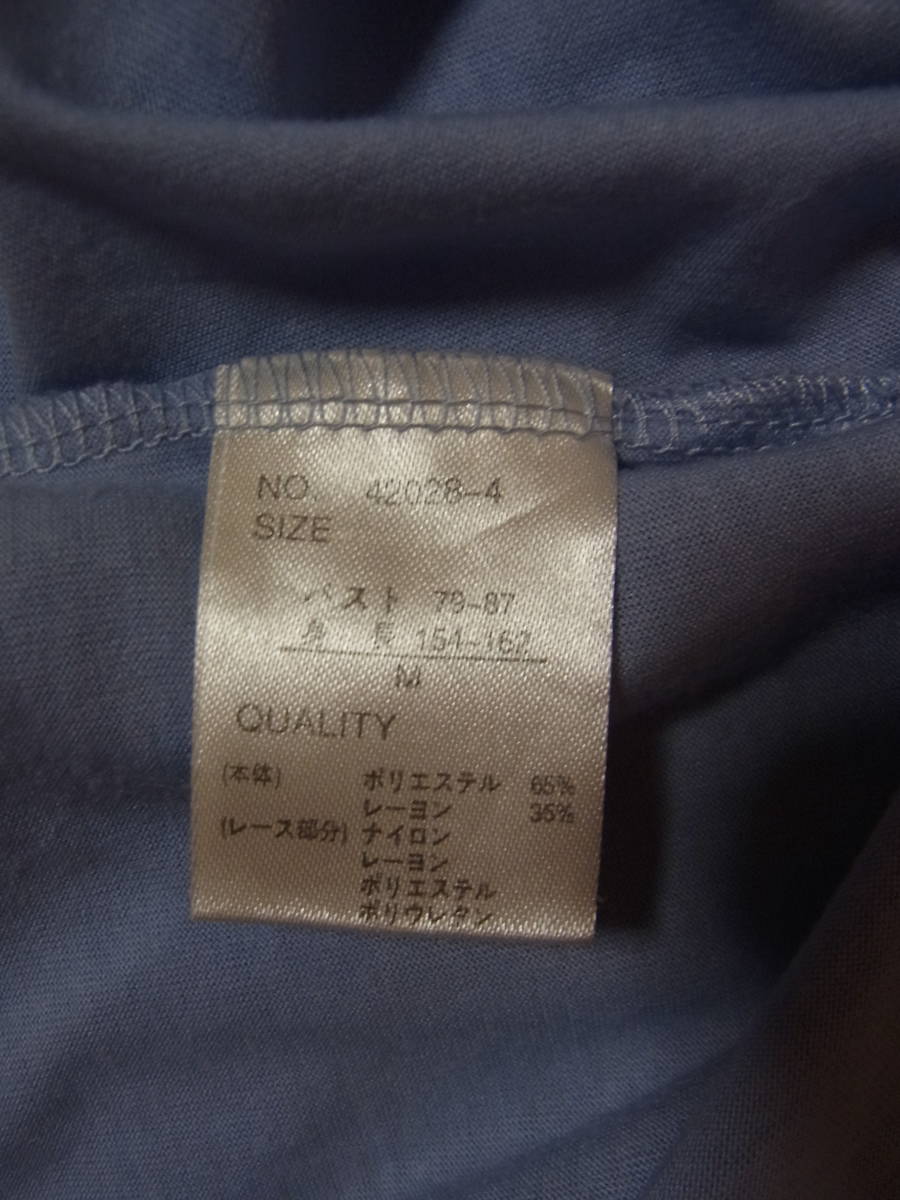 NO. 42028-4
SIZE
バスト 79-87
身 長 154-162
M
QUALITY
(本体) ポリエステル 65%
レーヨン 35%
(レース部分) ナイロン
レーヨン
ポリエステル
ポリウレタン